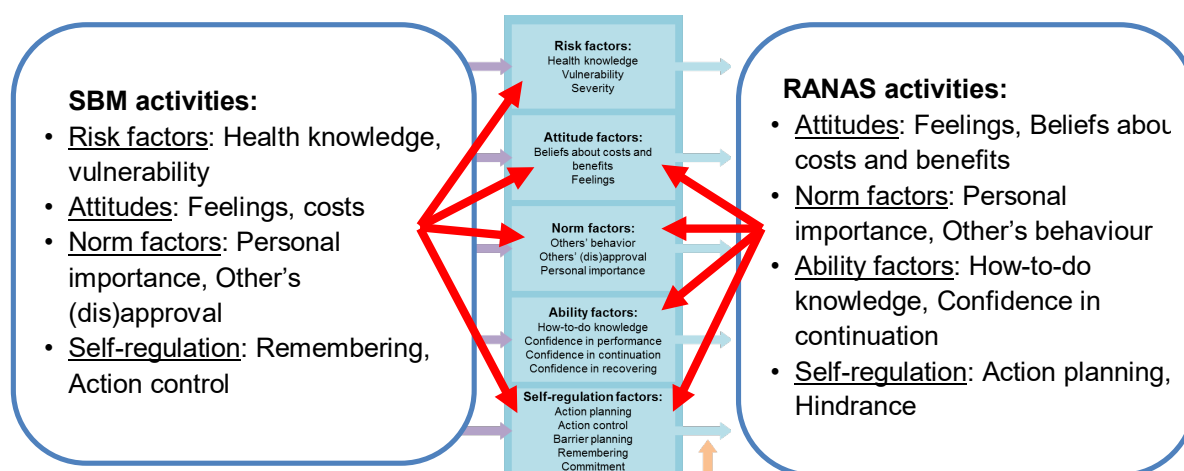 SBM activities:
• Risk factors: Health knowledge,
vulnerability
• Attitudes: Feelings, costs
• Norm factors: Personal
importance, Other's
(dis)approval
• Self-regulation: Remembering,
Action control
Risk factors:
Health knowledge
Vulnerability
Severity
Attitude factors:
Beliefs about costs and
benefits
Feelings
Norm factors:
Others' behavior
Others' (dis)approval
Personal importance
Ability factors:
How-to-do knowledge
Confidence in performance
Confidence in continuation
Confidence in recovering
Self-regulation factors:
Action planning
Action control
Barrier planning
Remembering
Commitment
RANAS activities:
• Attitudes: Feelings, Beliefs abou
costs and benefits
• Norm factors: Personal
importance, Other's behaviour
• Ability factors: How-to-do
knowledge, Confidence in
continuation
• Self-regulation: Action planning,
Hindrance